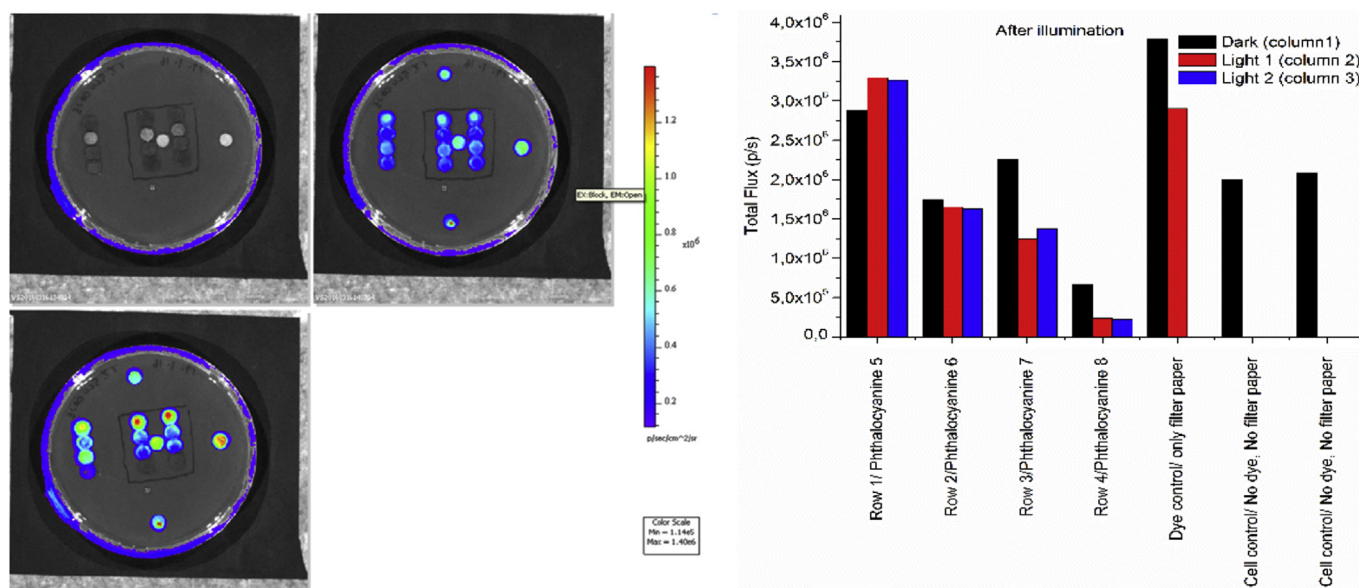 EX:Block, EM:Open
1.2
1.0
x10^6
0.8
0.6
0.4
0.2
p/sec/cm^2/sr
Color Scale
Min = 1.14e5
Max = 1.40e6
After illumination
Dark (column1)
Light 1 (column 2)
Light 2 (column 3)
Total Flux (p/s)
4,0x10⁶
3,5x10⁶
3,0x10⁶
2,5x10⁶
2,0x10⁶
1,5x10⁶
1,0x10⁶
5,0x10⁵
0,0
Row 1/ Phthalocyanine 5
Row 2/Phthalocyanine 6
Row 3/Phthalocyanine 7
Row 4/Phthalocyanine 8
Dye control/ only filter paper
Cell control/ No dye, No filter paper
Cell control/ No dye, No filter paper